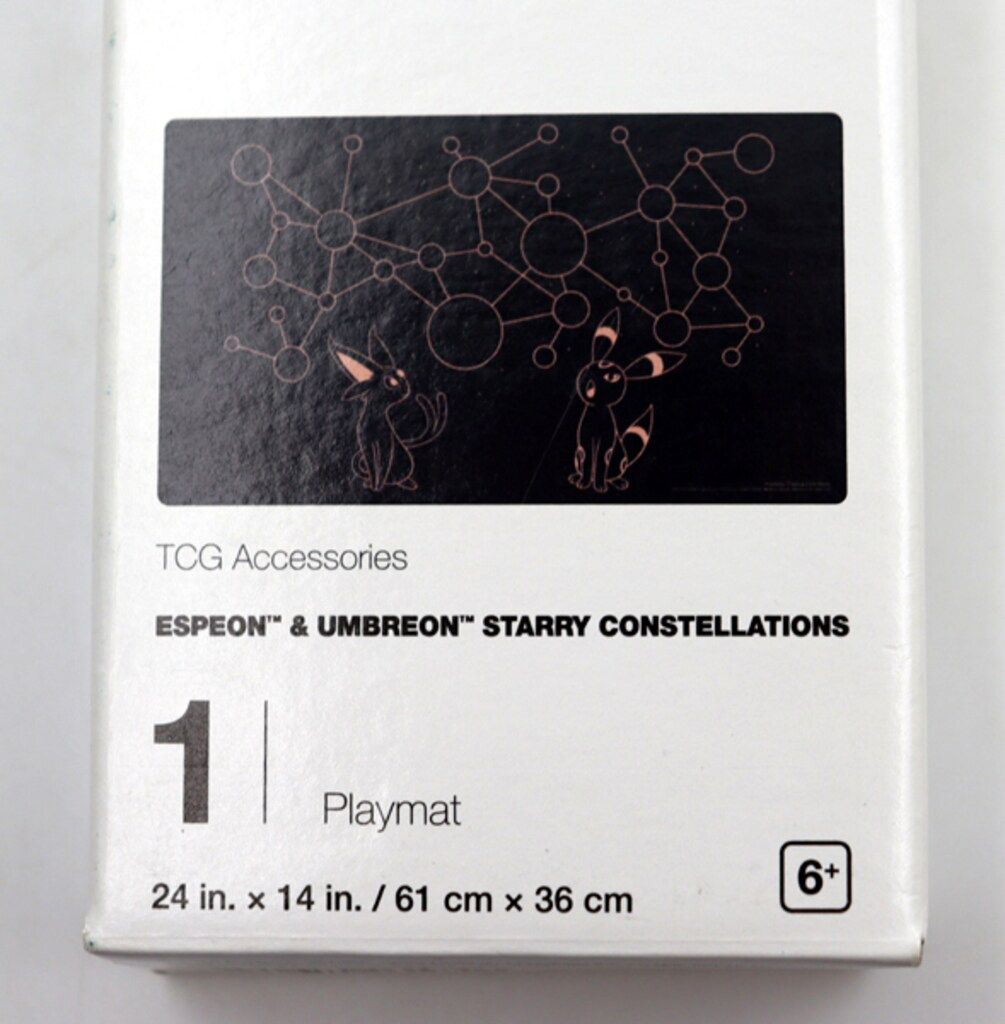 TCG Accessories
ESPEON™ & UMBREON™ STARRY CONSTELLATIONS
1
Playmat
24 in. × 14 in. / 61 cm × 36 cm
6+